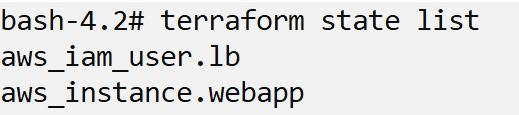 bash-4.2# terraform state list
aws_iam_user.lb
aws_instance.webapp